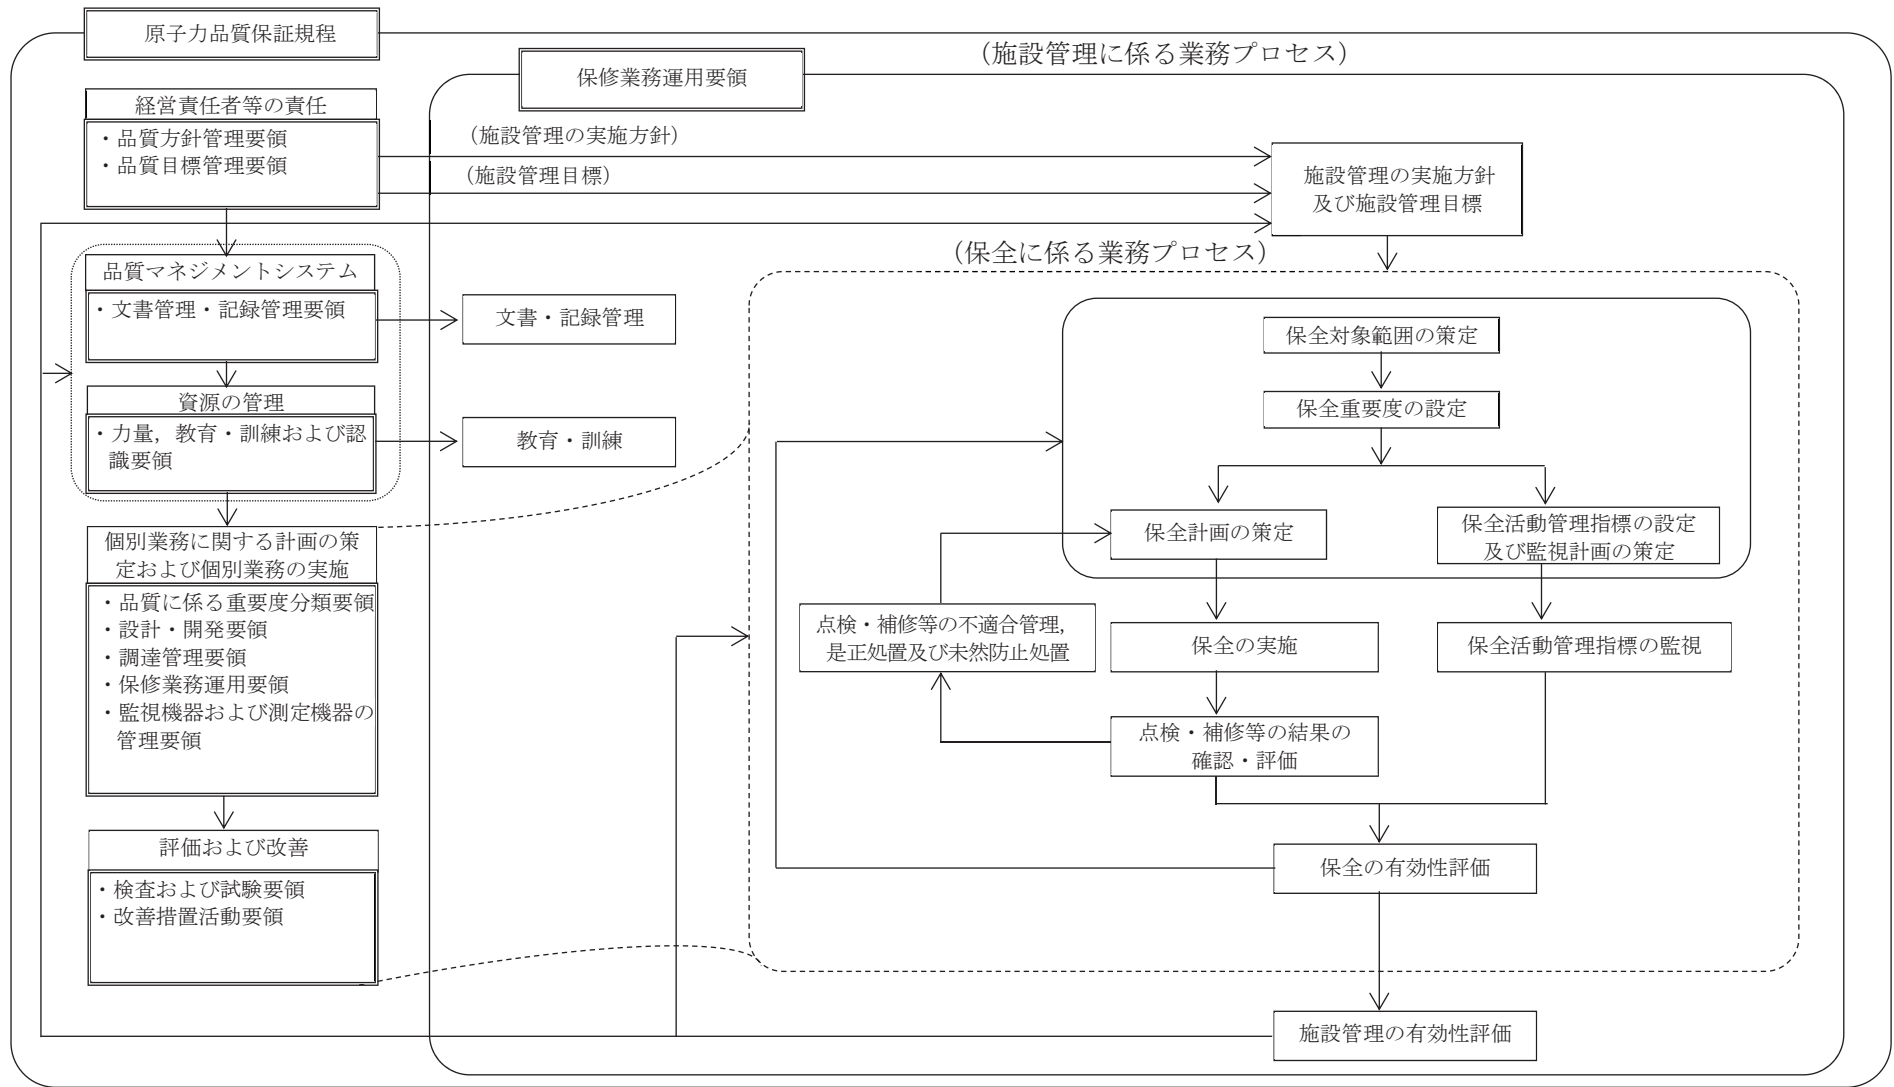 原子力品質保証規程
(施設管理に係る業務プロセス)
保修業務運用要領
経営責任者等の責任
・品質方針管理要領
・品質目標管理要領
(施設管理の実施方針)
(施設管理目標)
施設管理の実施方針
及び施設管理目標
品質マネジメントシステム
・文書管理・記録管理要領
文書・記録管理
資源の管理
・力量，教育・訓練および認
識要領
教育・訓練
個別業務に関する計画の策
定および個別業務の実施
・品質に係る重要度分類要領
・設計・開発要領
・調達管理要領
・保修業務運用要領
・監視機器および測定機器の
管理要領
評価および改善
・検査および試験要領
・改善措置活動要領
(保全に係る業務プロセス)
保全対象範囲の策定
保全重要度の設定
保全計画の策定
保全活動管理指標の設定
及び監視計画の策定
点検・補修等の不適合管理，
是正処置及び未然防止処置
保全の実施
保全活動管理指標の監視
点検・補修等の結果の
確認・評価
保全の有効性評価
施設管理の有効性評価